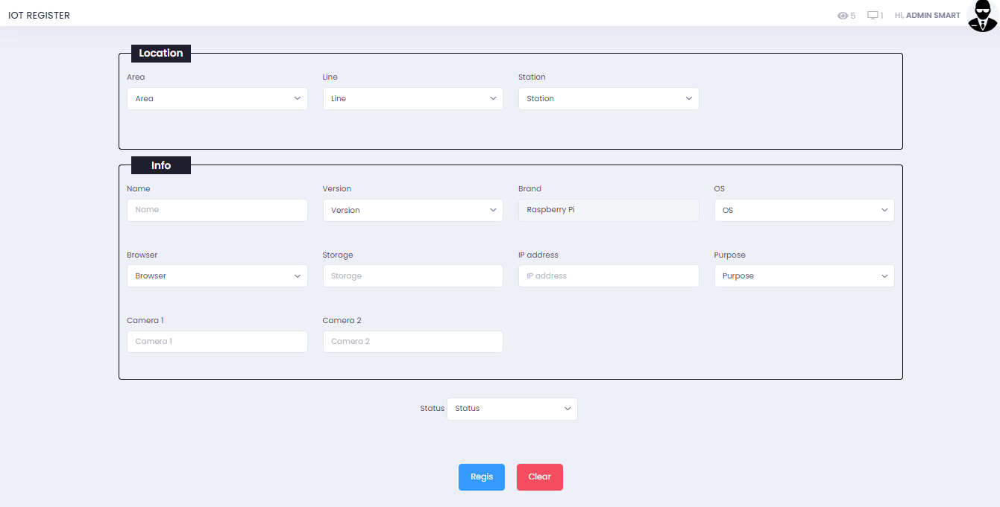 IOT REGISTER
5 1 Hi, ADMIN SMART
Location
Area Line Station
Area Line Station
Info
Name Version Brand OS
Name Version Raspberry Pi OS
Browser Storage IP address Purpose
Browser Storage IP address Purpose
Camera 1 Camera 2
Camera 1 Camera 2
Status Status
Regis Clear